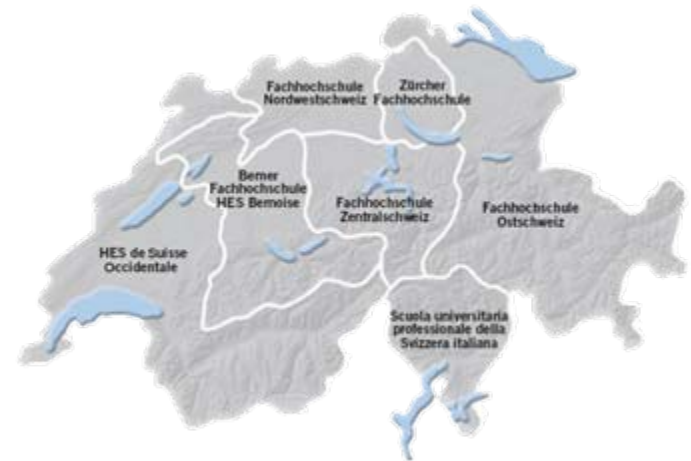 Fachhochschule
Nordwestschweiz
Zürcher
Fachhochschule
Berner
Fachhochschule
HES Bernoise
Fachhochschule
Zentralschweiz
Fachhochschule
Ostschweiz
HES de Suisse
Occidentale
Scuola universitaria
professionale della
Svizzera italiana